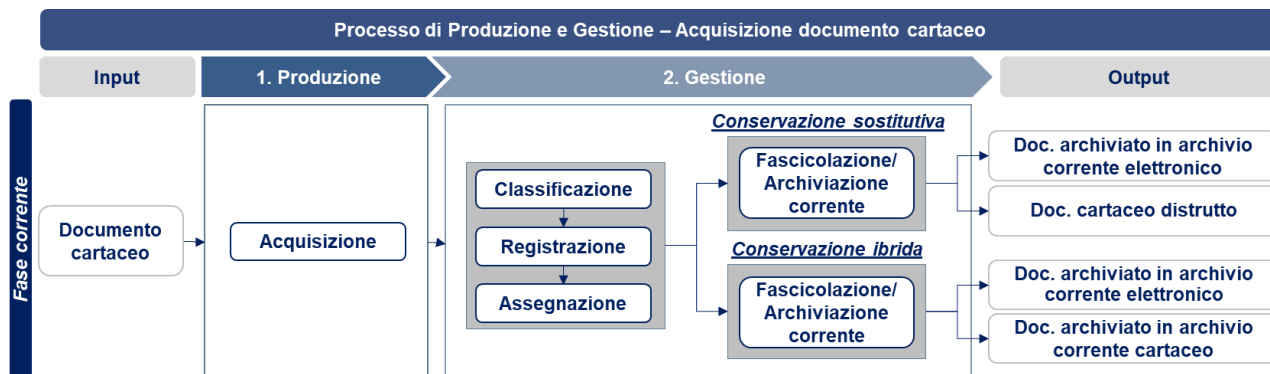 Processo di Produzione e Gestione – Acquisizione documento cartaceo
Input
1. Produzione
2. Gestione
Output
Fase corrente
Documento
cartaceo
Acquisizione
Classificazione
Registrazione
Assegnazione
Conservazione sostitutiva
Fascicolazione/
Archiviazione
corrente
Conservazione ibrida
Fascicolazione/
Archiviazione
corrente
Doc. archiviato in archivio
corrente elettronico
Doc. cartaceo distrutto
Doc. archiviato in archivio
corrente elettronico
Doc. archiviato in archivio
corrente cartaceo